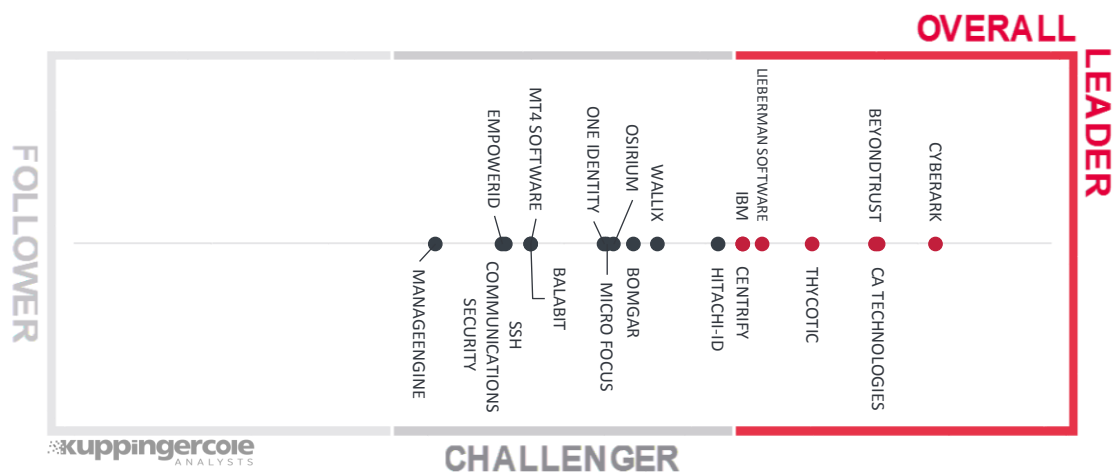 OVERALL
LEADER
FOLLOWER
CHALLENGER
MANAGEENGINE
EMPOWERID
SSH
COMMUNICATIONS
SECURITY
MT4 SOFTWARE
BALABIT
ONE IDENTITY
MICRO FOCUS
OSIRIUM
BOMGAR
WALLIX
HITACHI-ID
IBM
CENTRIFY
LIEBERMAN SOFTWARE
THYCOTIC
BEYONDTRUST
CA TECHNOLOGIES
CYBERARK
kuppingercole
ANALYSTS